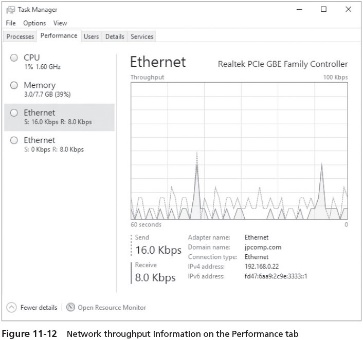 Task Manager
File Options View
Processes Performance Users Details Services
CPU
1% 1.60 GHz
Memory
3.0/7.7 GB (39%)
Ethernet
S: 16.0 Kbps R: 8.0 Kbps
Ethernet
S: 0 Kbps R: 8.0 Kbps
Ethernet Realtek PCIe GBE Family Controller
Throughput 100 Kbps
60 seconds 0
Send
16.0 Kbps
Receive
8.0 Kbps
Adapter name: Ethernet
Domain name: jpcomp.com
Connection type: Ethernet
IPv4 address: 192.168.0.22
IPv6 address: fd47:6aa9:2c9e:3333::1
Fewer details Open Resource Monitor
Figure 11-12 Network throughput information on the Performance tab